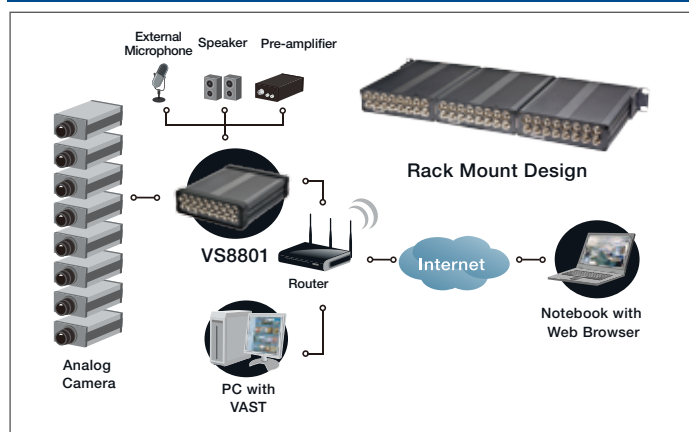 External
Microphone
Speaker
Pre-amplifier
Rack Mount Design
VS8801
Router
Internet
Notebook with
Web Browser
Analog
Camera
PC with
VAST